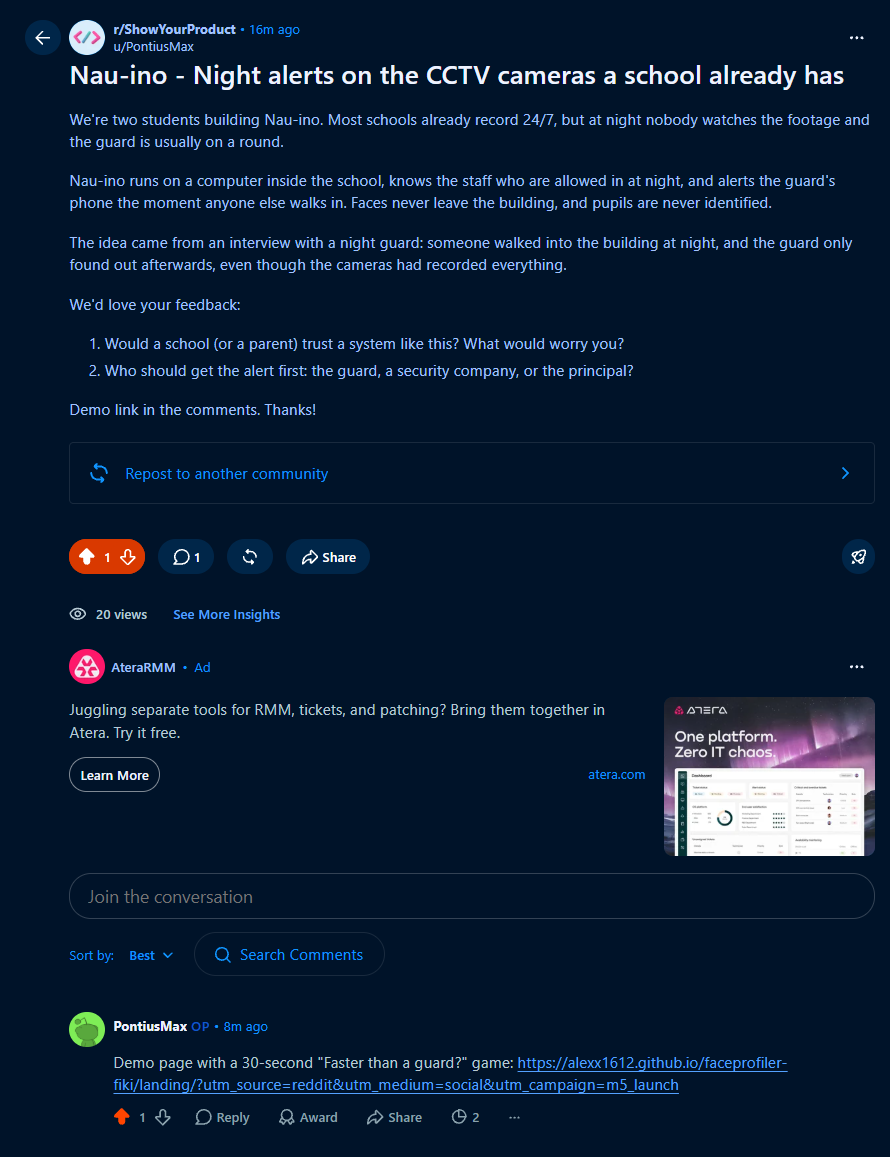 r/ShowYourProduct • 16m ago
u/PontiusMax
Nau-ino - Night alerts on the CCTV cameras a school already has
We're two students building Nau-ino. Most schools already record 24/7, but at night nobody watches the footage and
the guard is usually on a round.
Nau-ino runs on a computer inside the school, knows the staff who are allowed in at night, and alerts the guard's
phone the moment anyone else walks in. Faces never leave the building, and pupils are never identified.
The idea came from an interview with a night guard: someone walked into the building at night, and the guard only
found out afterwards, even though the cameras had recorded everything.
We'd love your feedback:
1. Would a school (or a parent) trust a system like this? What would worry you?
2. Who should get the alert first: the guard, a security company, or the principal?
Demo link in the comments. Thanks!
Repost to another community
1
1
Share
20 views
See More Insights
AteraRMM • Ad
Juggling separate tools for RMM, tickets, and patching? Bring them together in
Atera. Try it free.
Learn More
atera.com
ATERA
One platform.
Zero IT chaos.
Dashboard
Join the conversation
Sort by: Best
Search Comments
PontiusMax OP • 8m ago
Demo page with a 30-second "Faster than a guard?" game: https://alexx1612.github.io/faceprofiler-
fiki/landing/?utm_source=reddit&utm_medium=social&utm_campaign=m5_launch
1 Reply Award Share 2